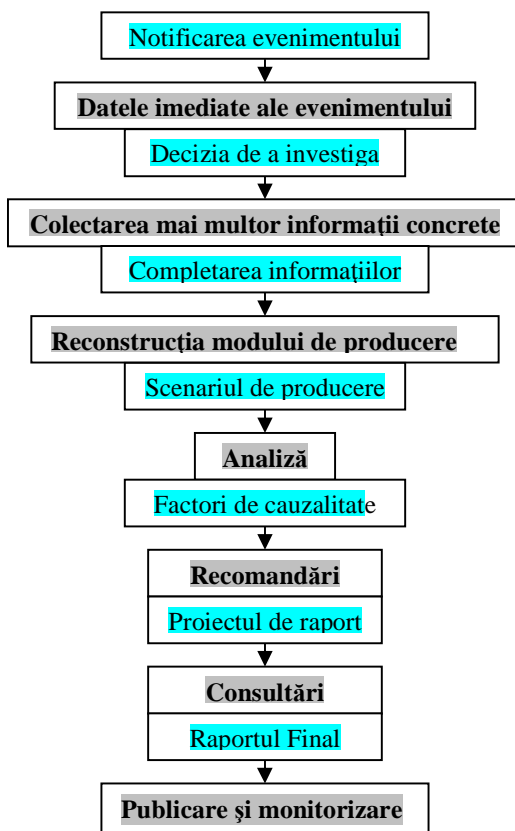 Notificarea evenimentului
Datele imediate ale evenimentului
Decizia de a investiga
Colectarea mai multor informaţii concrete
Completarea informaţiilor
Reconstrucţia modului de producere
Scenariul de producere
Analiză
Factori de cauzalitate
Recomandări
Proiectul de raport
Consultări
Raportul Final
Publicare şi monitorizare